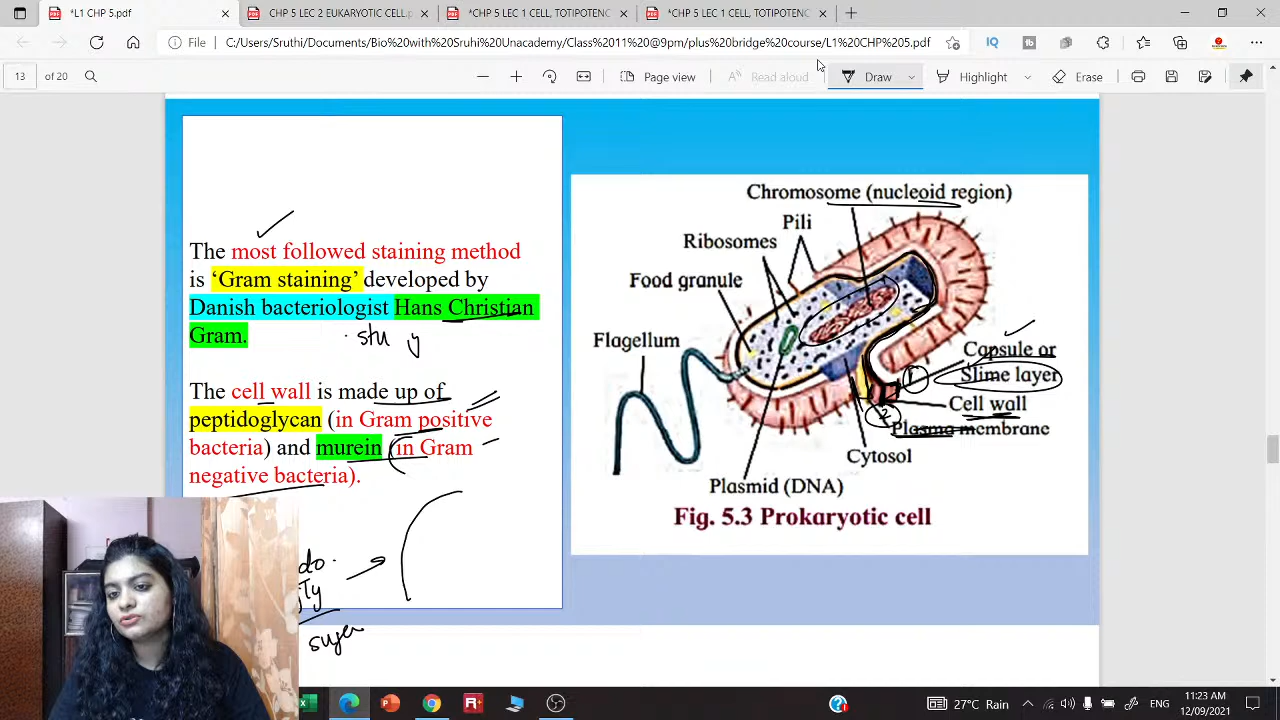 *L1 CHP 5.pdf
CHP 5 LEC 2 EUKARYOTIC CELL.p
*CHP 5 LEC 1 CELL, TOTIPOTENC
*CHP 5 LEC 1 CELL, TOTIPOTENC
File
C:/Users/Sruthi/Documents/Bio%20with%20Sruhi%20Unacademy/Class%2011%20@9pm/plus%20bridge%20course/L1%20CHP%205.pdf
13 of 20
Page view
Read aloud
Draw
Highlight
Erase
The most followed staining method
is ‘Gram staining’ developed by
Danish bacteriologist Hans Christian
Gram.
The cell wall is made up of
peptidoglycan (in Gram positive
bacteria) and murein (in Gram
negative bacteria).
Chromosome (nucleoid region)
Pili
Ribosomes
Food granule
Flagellum
Capsule or
Slime layer
Cell wall
Plasma membrane
1
2
Cytosol
Plasmid (DNA)
Fig. 5.3 Prokaryotic cell
27°C Rain
ENG
11:23 AM
12/09/2021